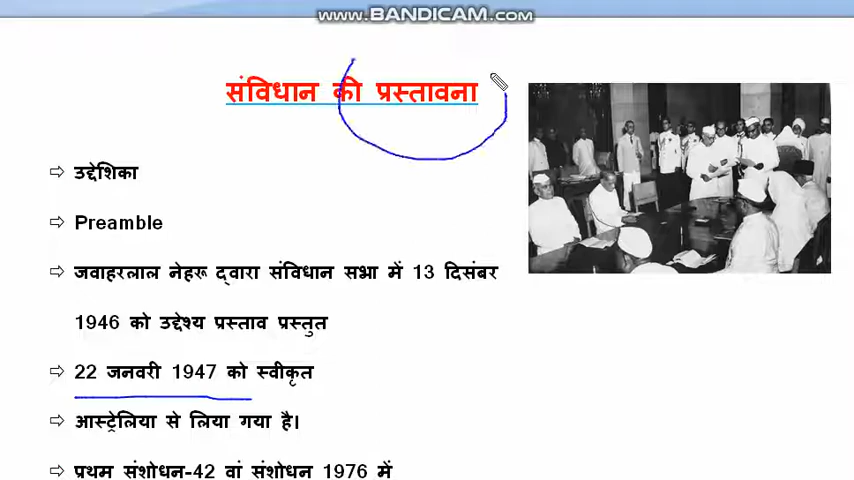 www.BANDICAM.com
संविधान की प्रस्तावना
⇨ उद्देशिका
⇨ Preamble
⇨ जवाहरलाल नेहरू द्वारा संविधान सभा में 13 दिसंबर
1946 को उद्देश्य प्रस्ताव प्रस्तुत
⇨ 22 जनवरी 1947 को स्वीकृत
⇨ आस्ट्रेलिया से लिया गया है।
⇨ प्रथम संशोधन-42 वां संशोधन 1976 में